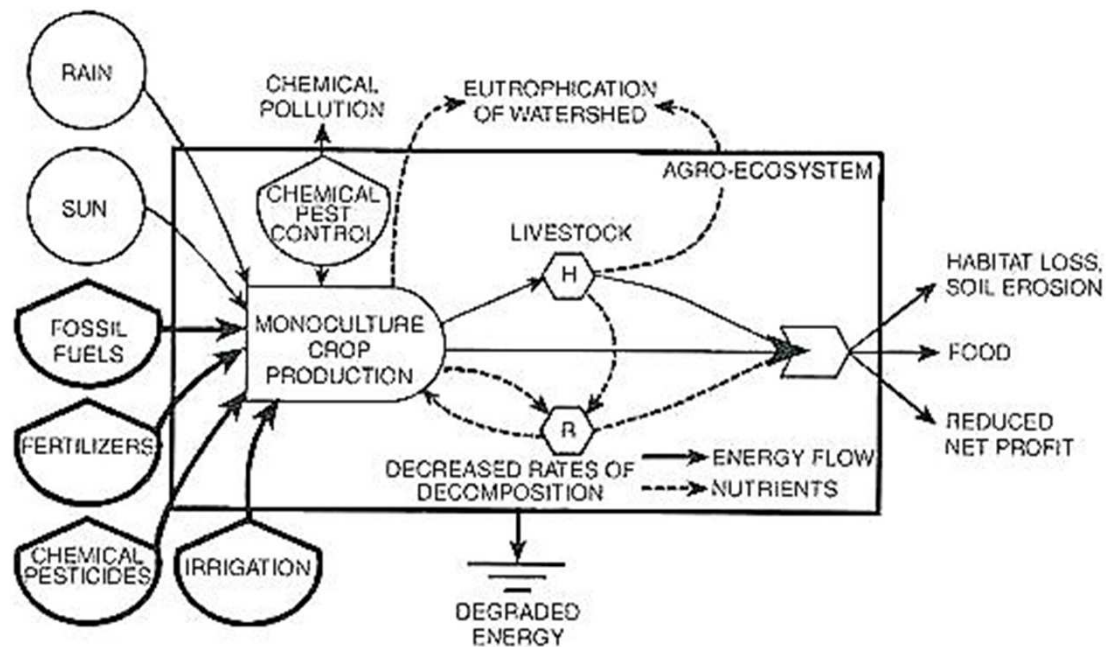 RAIN
SUN
FOSSIL
FUELS
FERTILIZERS
CHEMICAL
PESTICIDES
IRRIGATION
CHEMICAL
POLLUTION
CHEMICAL
PEST
CONTROL
EUTROPHICATION
OF WATERSHED
AGRO-ECOSYSTEM
LIVESTOCK
H
MONOCULTURE
CROP
PRODUCTION
B
DECREASED RATES OF
DECOMPOSITION
ENERGY FLOW
NUTRIENTS
HABITAT LOSS,
SOIL EROSION
FOOD
REDUCED
NET PROFIT
DEGRADED
ENERGY